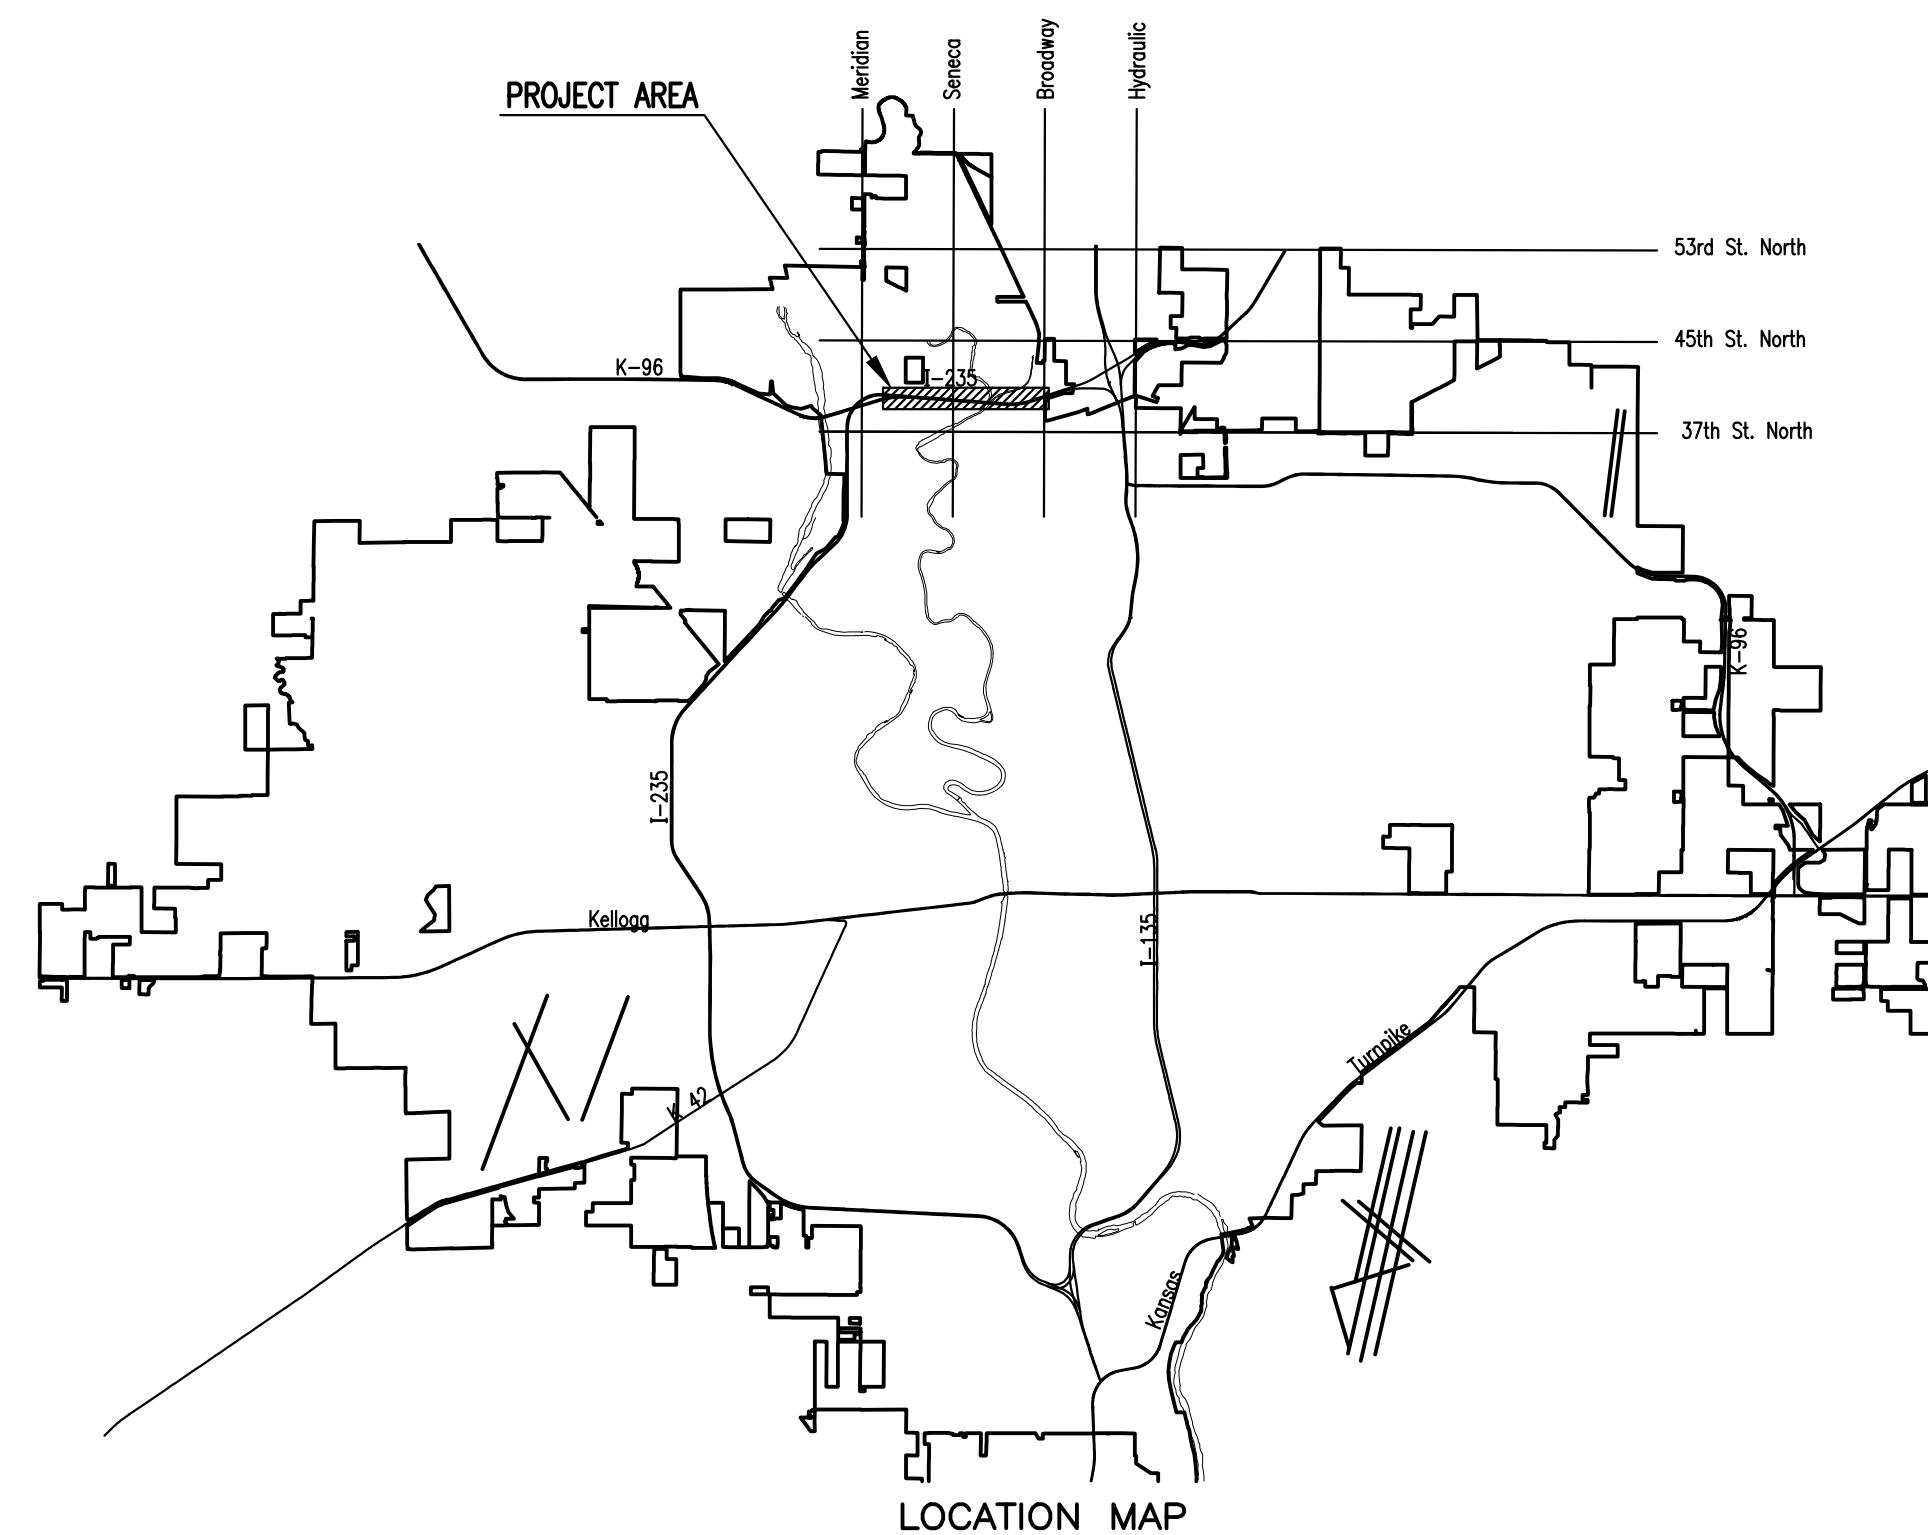 Meridian
Seneca
Broadway
Hydraulic
PROJECT AREA
53rd St. North
45th St. North
K-96
I-235
37th St. North
K-96
I-235
Kellogg
I-135
Turnpike
K 42
Kansas
LOCATION MAP